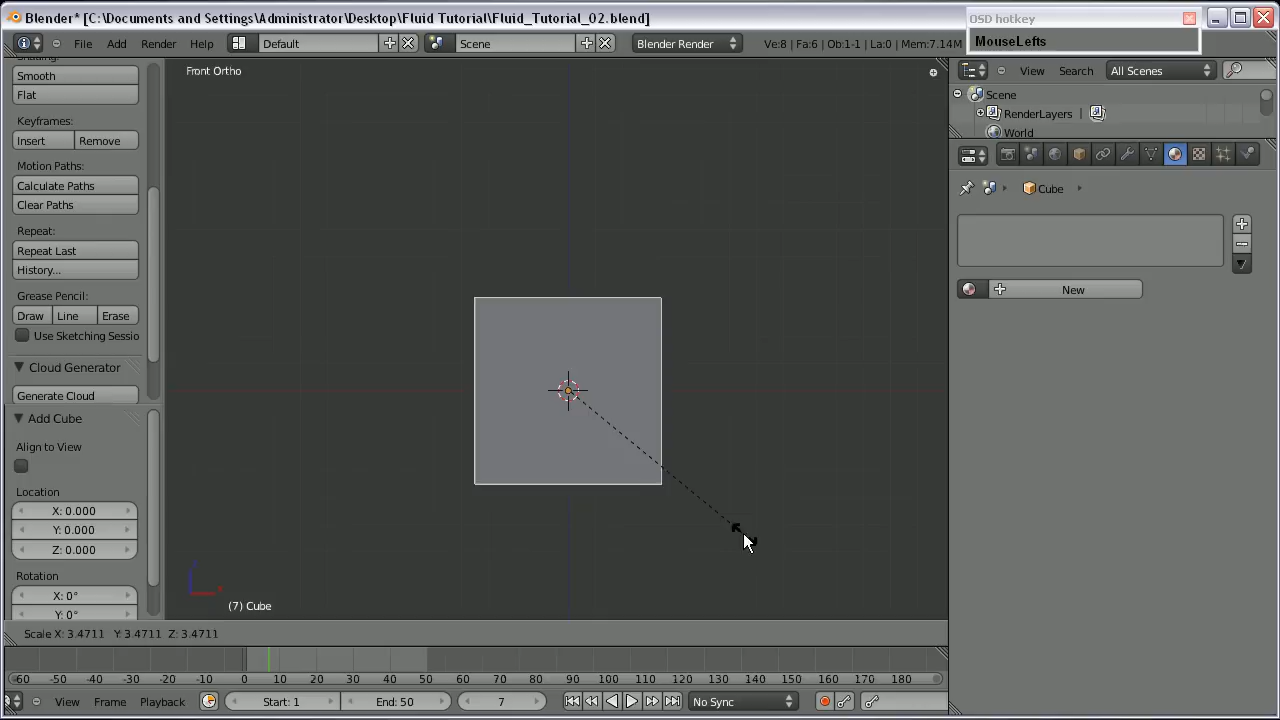 Blender* [C:\Documents and Settings\Administrator\Desktop\Fluid Tutorial\Fluid_Tutorial_02.blend]
OSD hotkey
MouseLefts
File Add Render Help Default Scene Blender Render Ve:8 | Fa:6 | Ob:1-1 | La:0 | Mem:7.14M
Smooth
Flat
Keyframes:
Insert Remove
Motion Paths:
Calculate Paths
Clear Paths
Repeat:
Repeat Last
History...
Grease Pencil:
Draw Line Erase
Use Sketching Sessio
Cloud Generator
Generate Cloud
Add Cube
Align to View
Location
X: 0.000
Y: 0.000
Z: 0.000
Rotation
X: 0°
Y: 0°
Front Ortho
(7) Cube
Scale X: 3.4711 Y: 3.4711 Z: 3.4711
View Search All Scenes
Scene
RenderLayers |
World
Cube
New
-60 -50 -40 -30 -20 -10 0 10 20 30 40 50 60 70 80 90 100 110 120 130 140 150 160 170 180
View Frame Playback Start: 1 End: 50 7 No Sync